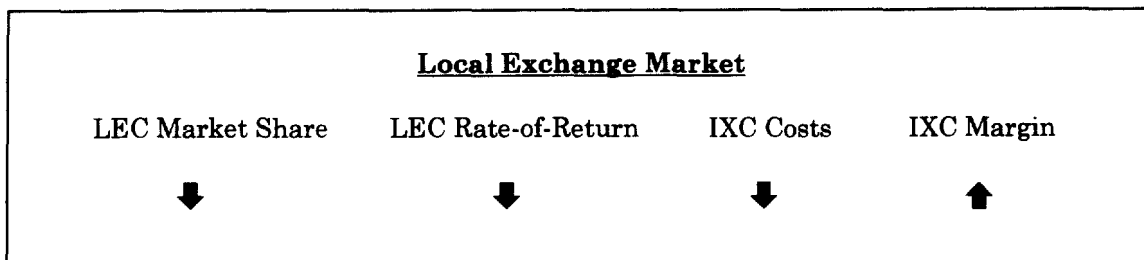 Local Exchange Market
LEC Market Share LEC Rate-of-Return IXC Costs IXC Margin